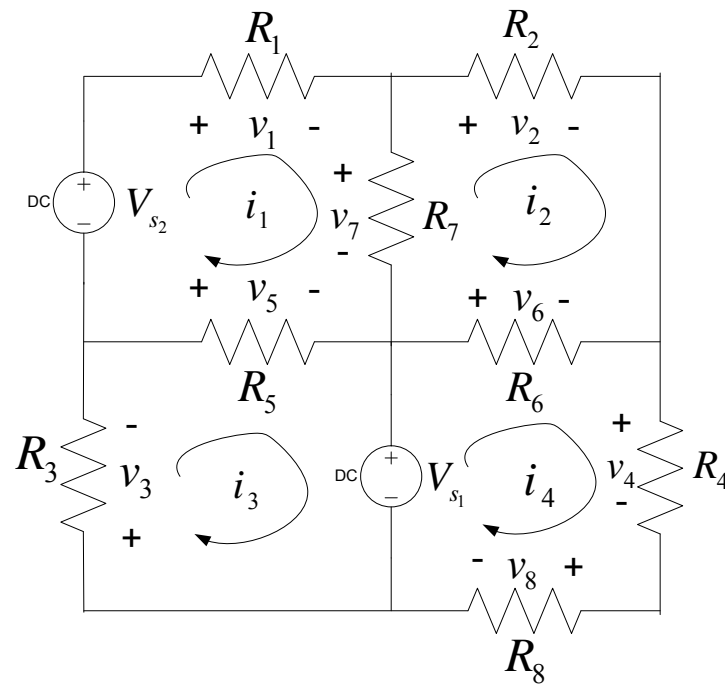 R₁ R₂
+ v₁ - + v₂ -
DC + - Vₛ₂ i₁ + v₇ - R₇ i₂
+ v₅ - + v₆ -
R₅ R₆
R₃ - v₃ + i₃ DC + - Vₛ₁ i₄ + v₄ - R₄
- v₈ +
R₈